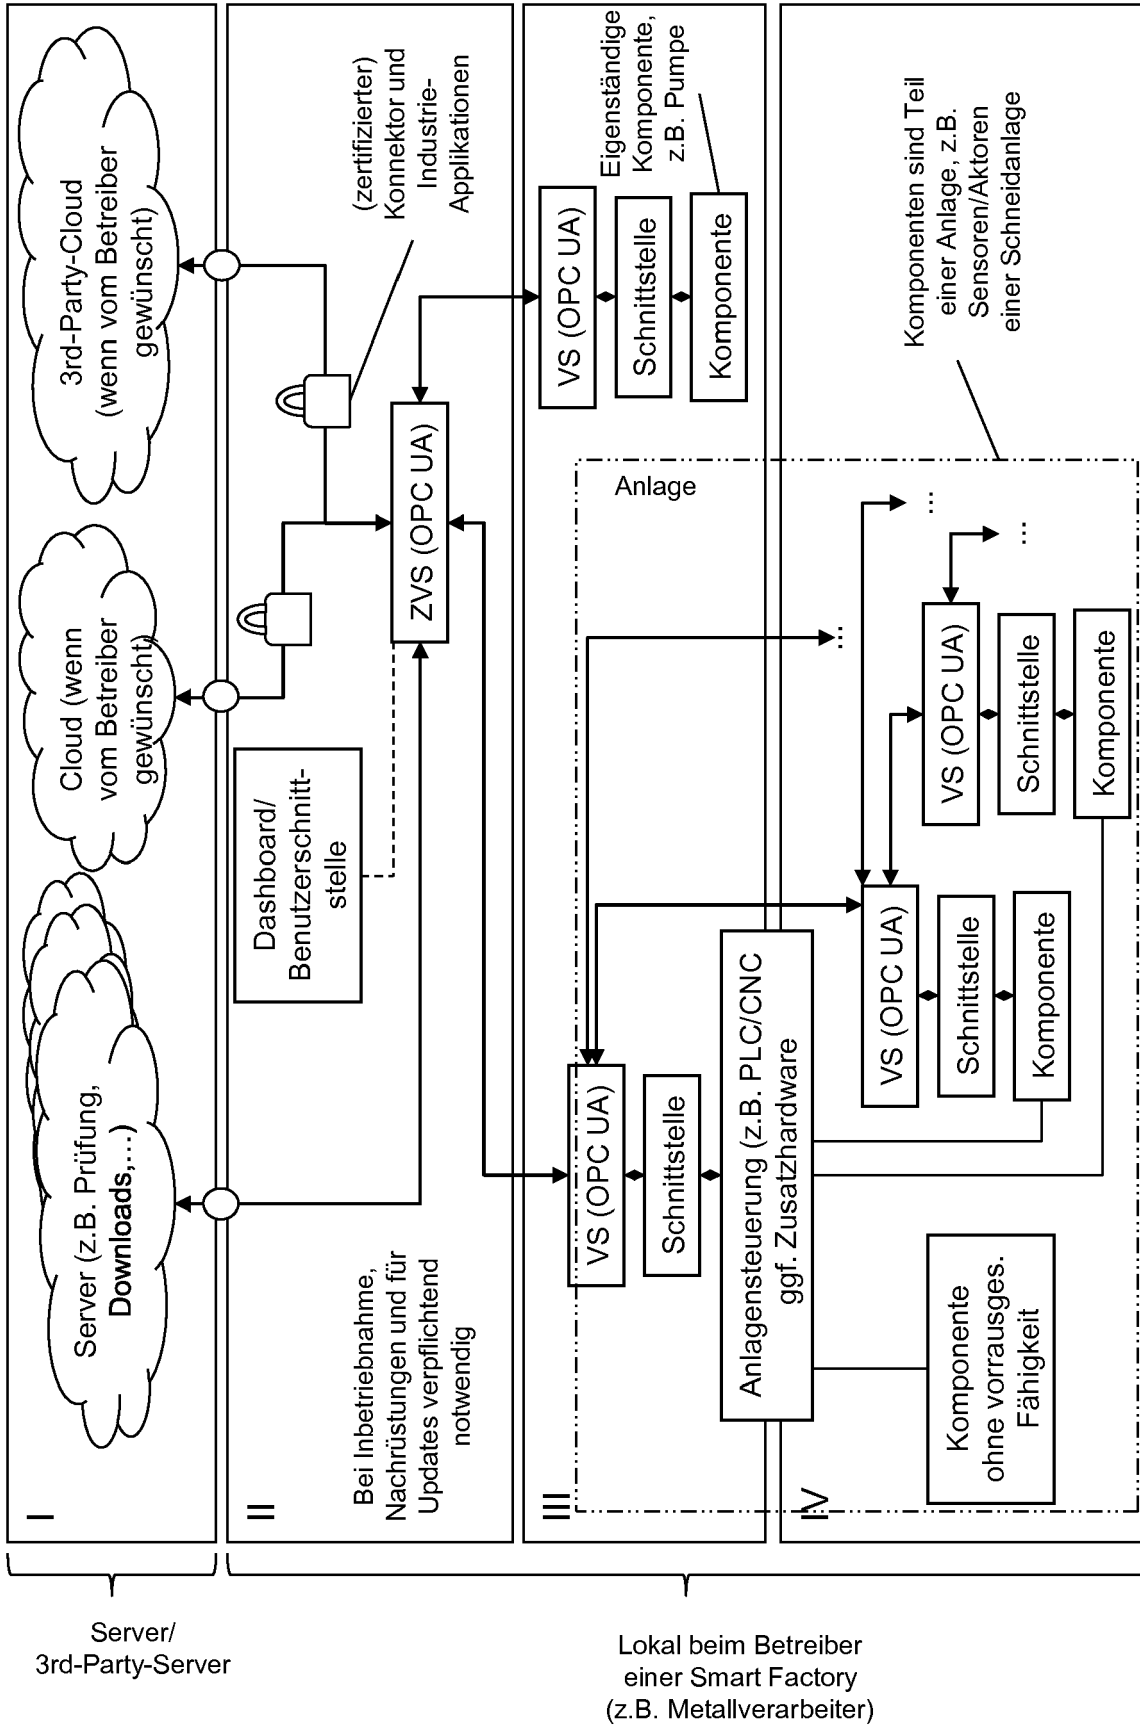 I
Server (z.B. Prüfung,
Downloads,...)
Cloud (wenn
vom Betreiber
gewünscht)
3rd-Party-Cloud
(wenn vom Betreiber
gewünscht)
II
Bei Inbetriebnahme,
Nachrüstungen und für
Updates verpflichtend
notwendig
Dashboard/
Benutzerschnitt-
stelle
ZVS (OPC UA)
(zertifizierter)
Konnektor und
Industrie-
Applikationen
III
VS (OPC UA)
Schnittstelle
Anlagensteuerung (z.B. PLC/CNC
ggf. Zusatzhardware
Anlage
VS (OPC UA)
Schnittstelle
Komponente
Eigenständige
Komponente,
z.B. Pumpe
IV
Komponente
ohne vorrausges.
Fähigkeit
VS (OPC UA)
Schnittstelle
Komponente
VS (OPC UA)
Schnittstelle
Komponente
...
...
...
Komponenten sind Teil
einer Anlage, z.B.
Sensoren/Aktoren
einer Schneidanlage
Server/
3rd-Party-Server
Lokal beim Betreiber
einer Smart Factory
(z.B. Metallverarbeiter)